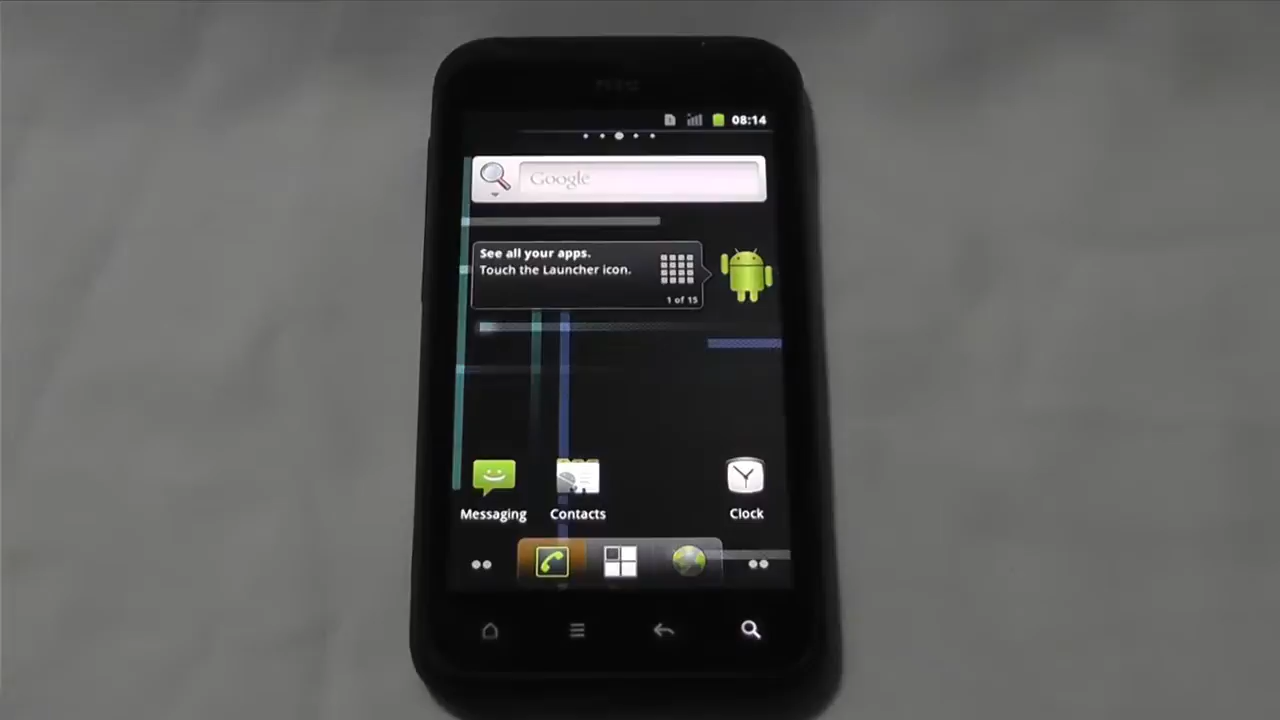 08:14
Google
See all your apps.
Touch the Launcher icon.
1 of 15
Messaging
Contacts
Clock